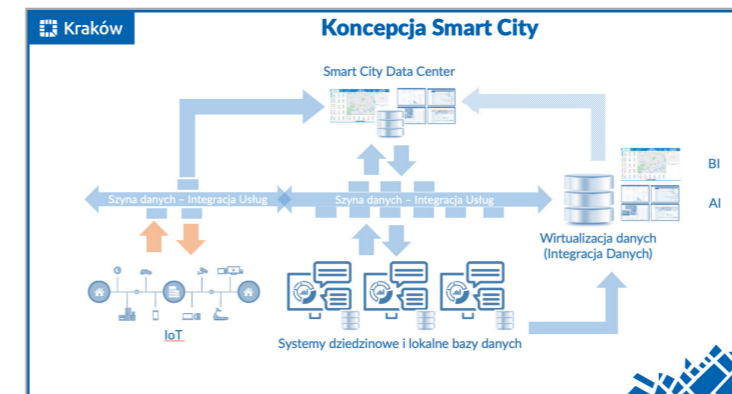 Kraków
Koncepcja Smart City
Smart City Data Center
BI
AI
Szyna danych – Integracja Usług
Szyna danych – Integracja Usług
Wirtualizacja danych
(Integracja Danych)
IoT
Systemy dziedzinowe i lokalne bazy danych